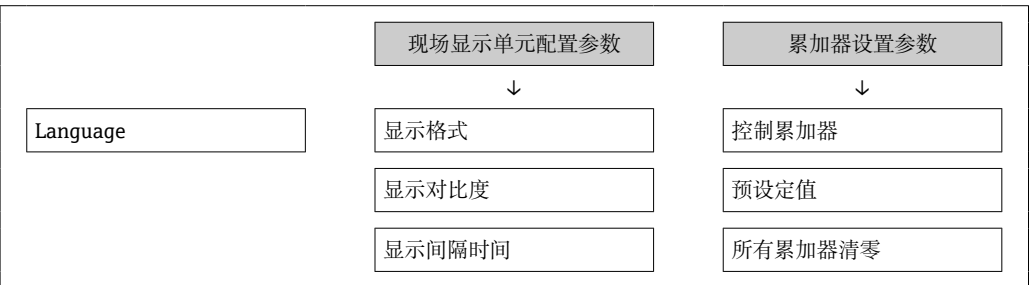 现场显示单元配置参数 累加器设置参数
↓ ↓
Language 显示格式 控制累加器
显示对比度 预设定值
显示间隔时间 所有累加器清零